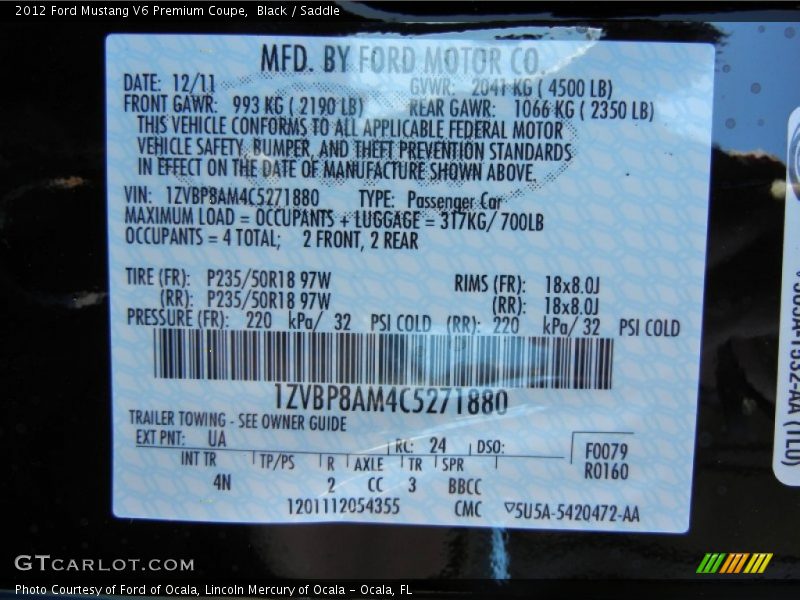 2012 Ford Mustang V6 Premium Coupe,  Black / Saddle
MFD. BY FORD MOTOR CO.
DATE: 12/11 GVWR: 2041 KG ( 4500 LB)
FRONT GAWR: 993 KG ( 2190 LB) REAR GAWR: 1066 KG ( 2350 LB)
THIS VEHICLE CONFORMS TO ALL APPLICABLE FEDERAL MOTOR
VEHICLE SAFETY, BUMPER, AND THEFT PREVENTION STANDARDS
IN EFFECT ON THE DATE OF MANUFACTURE SHOWN ABOVE.
VIN: 1ZVBP8AM4C5271880 TYPE: Passenger Car
MAXIMUM LOAD = OCCUPANTS + LUGGAGE = 317KG/ 700LB
OCCUPANTS = 4 TOTAL; 2 FRONT, 2 REAR
TIRE (FR): P235/50R18 97W RIMS (FR): 18x8.0J
(RR): P235/50R18 97W (RR): 18x8.0J
PRESSURE (FR): 220 kPa/ 32 PSI COLD (RR): 220 kPa/ 32 PSI COLD
1ZVBP8AM4C5271880
TRAILER TOWING - SEE OWNER GUIDE
EXT PNT: UA RC: 24 DSO: F0079
R0160
INT TR TP/PS R AXLE TR SPR
4N 2 CC 3 BBCC
1201112054355 CMC ▽5U5A-5420472-AA
(TL0)
GTCARLOT.COM
Photo Courtesy of Ford of Ocala, Lincoln Mercury of Ocala - Ocala, FL